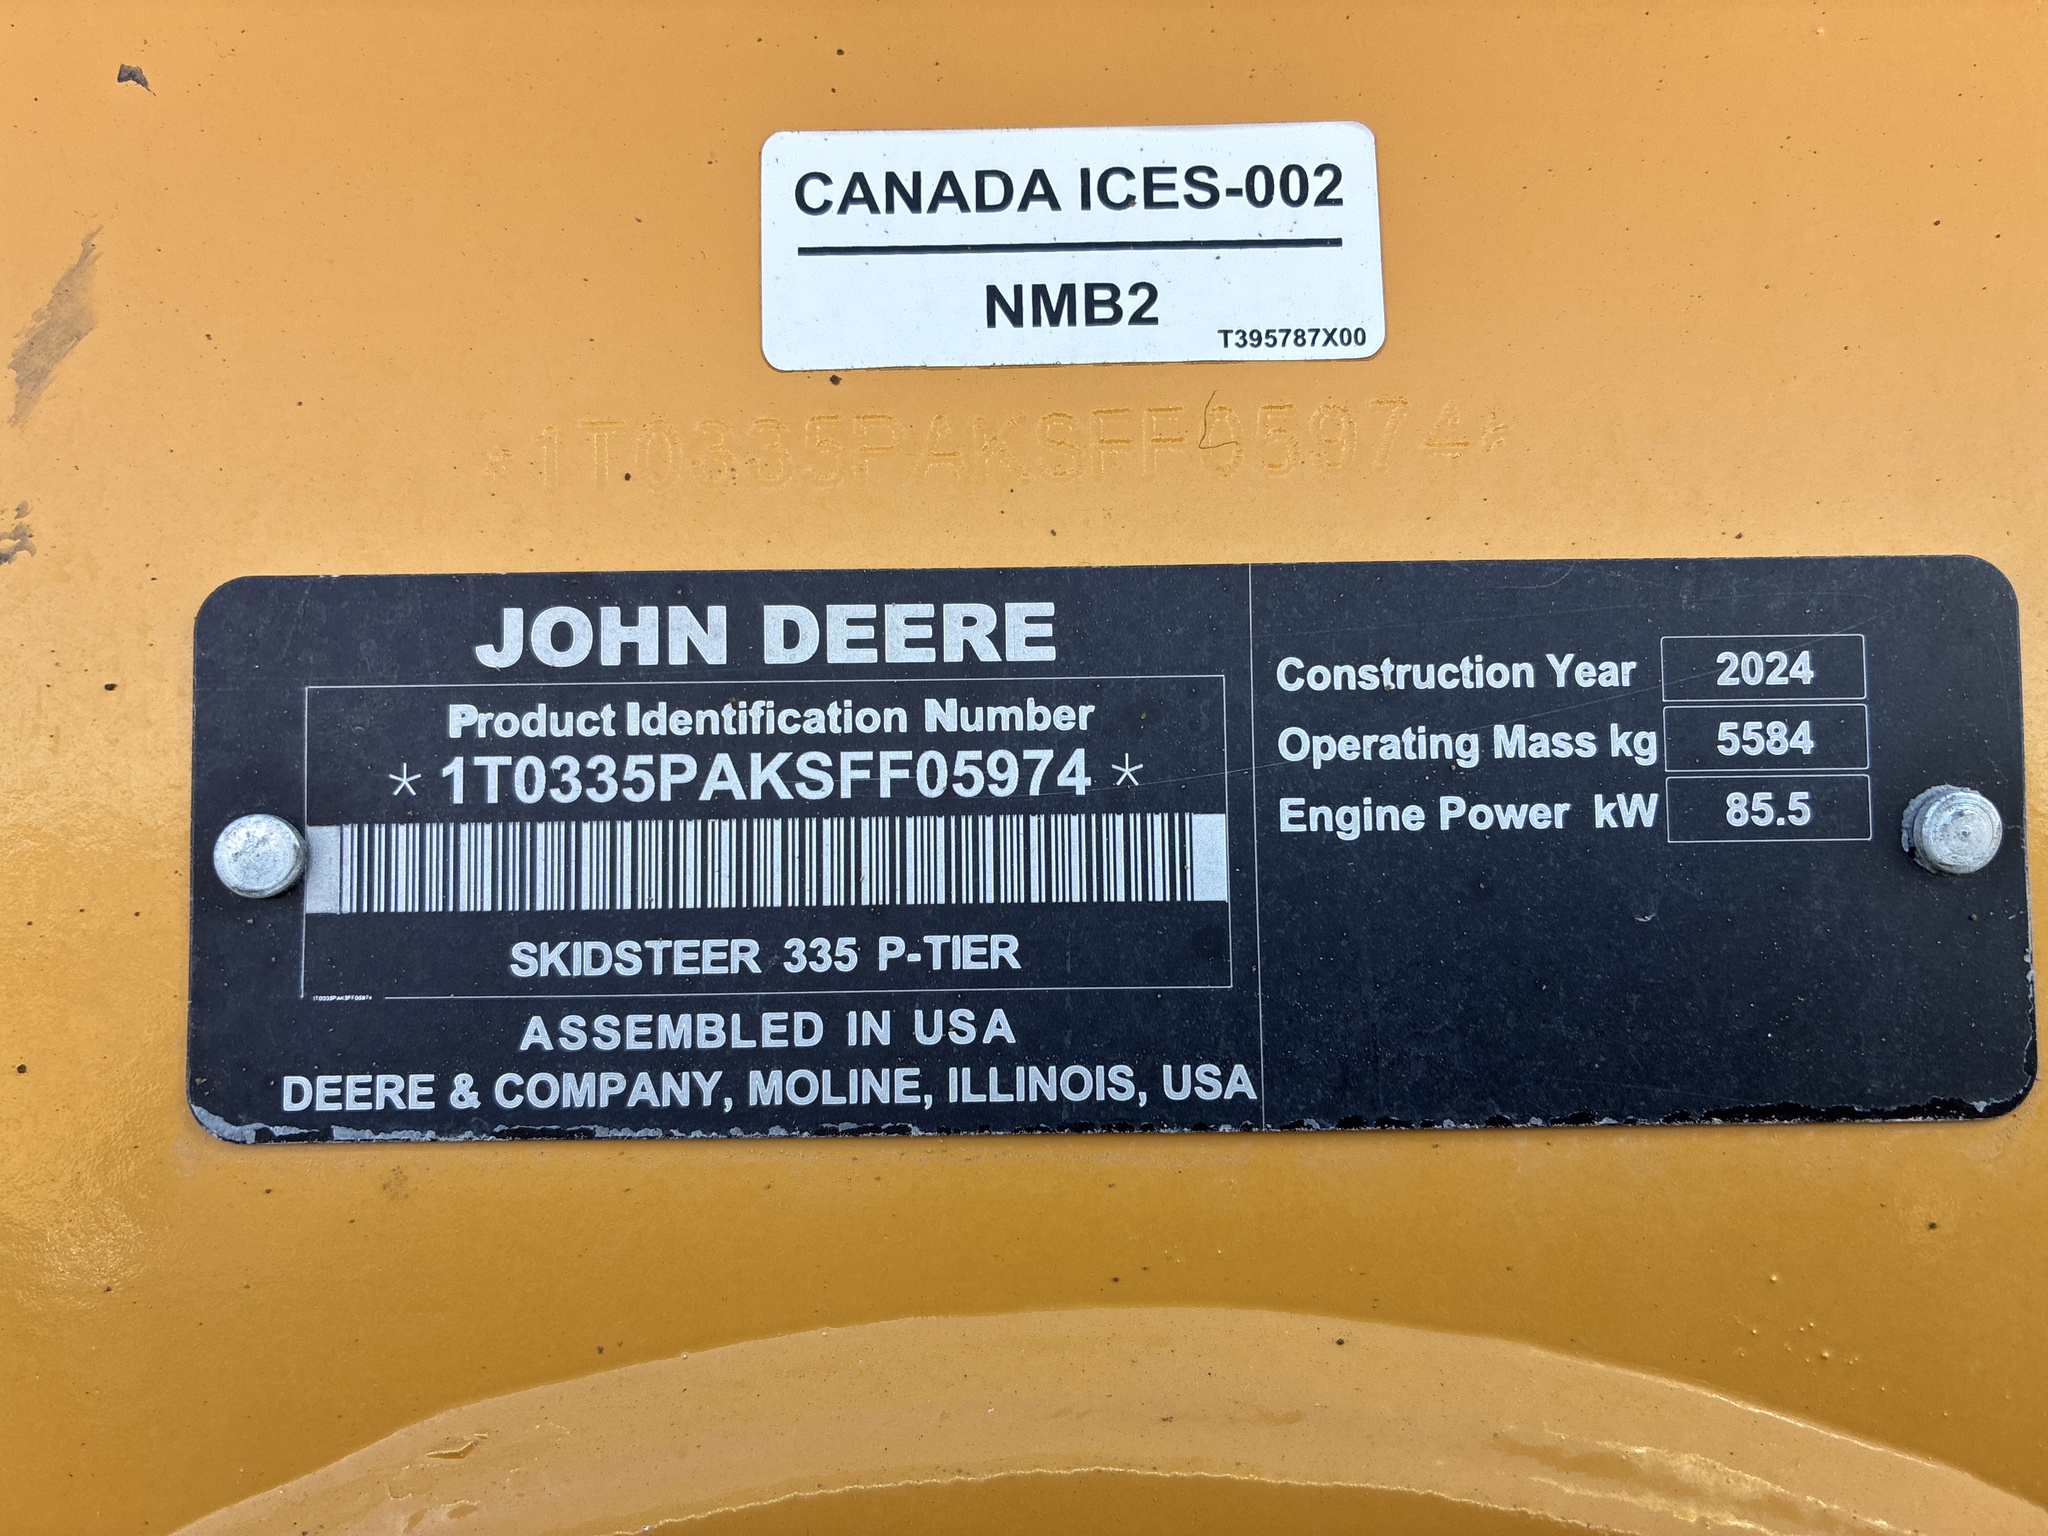 CANADA ICES-002
NMB2
T395787X00
*1T0335PAKSFF05974*
JOHN DEERE
Product Identification Number
*1T0335PAKSFF05974*
SKIDSTEER 335 P-TIER
1T0335PAKSFF05974
ASSEMBLED IN USA
DEERE & COMPANY, MOLINE, ILLINOIS, USA
Construction Year 2024
Operating Mass kg 5584
Engine Power kW 85.5